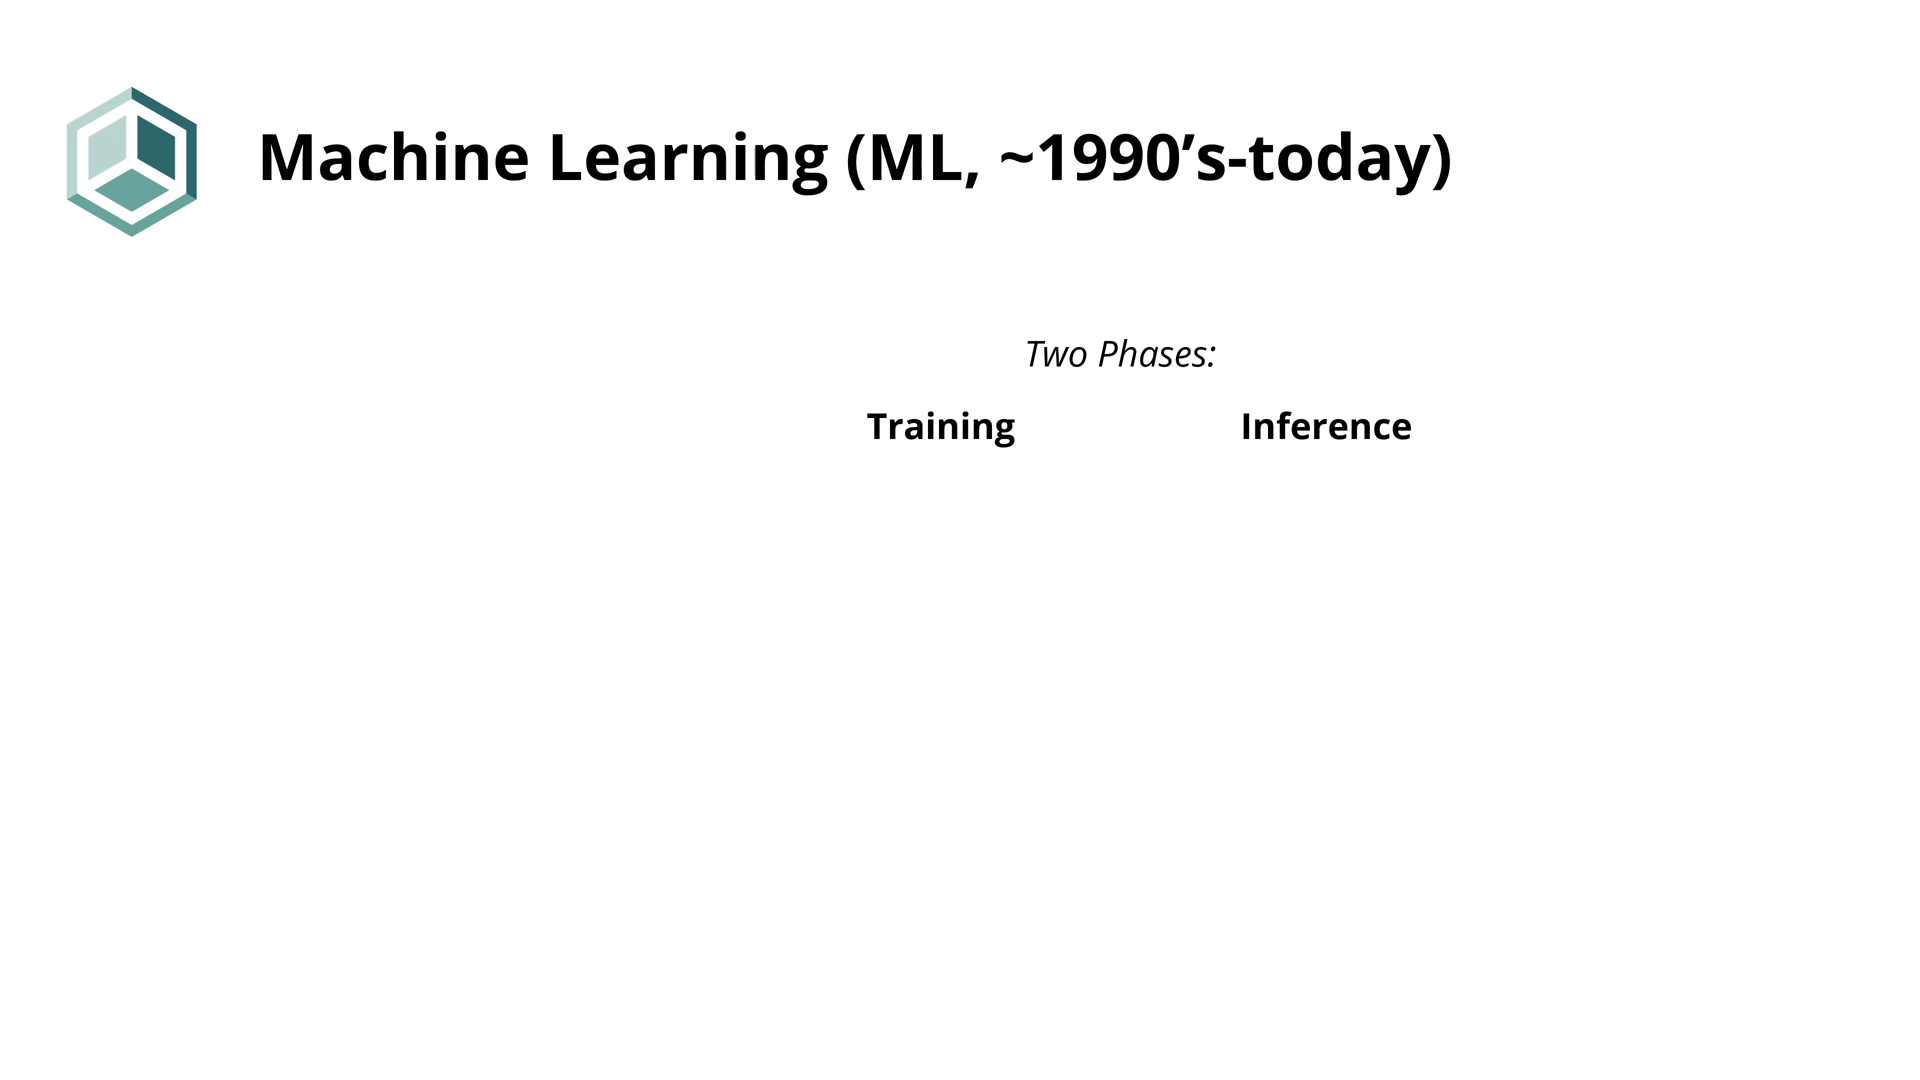 Machine Learning (ML, ~1990’s-today)
Two Phases:
Training Inference